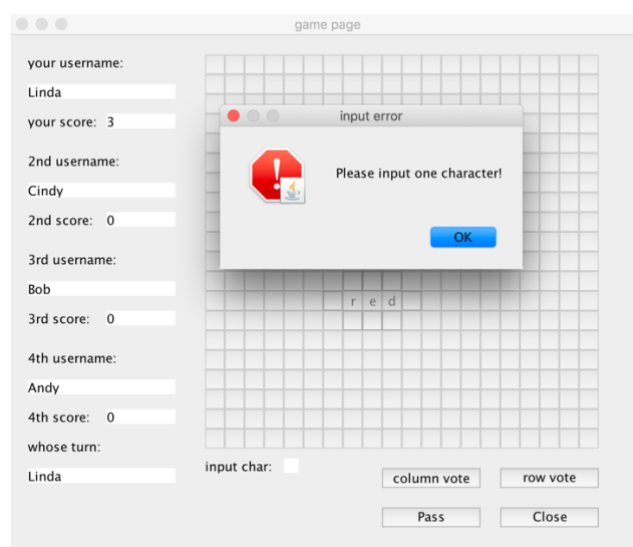 game page
your username:
Linda
your score: 3
2nd username:
Cindy
2nd score: 0
3rd username:
Bob
3rd score: 0
4th username:
Andy
4th score: 0
whose turn:
Linda
input error
Please input one character!
OK
r e d
input char:
column vote
row vote
Pass
Close